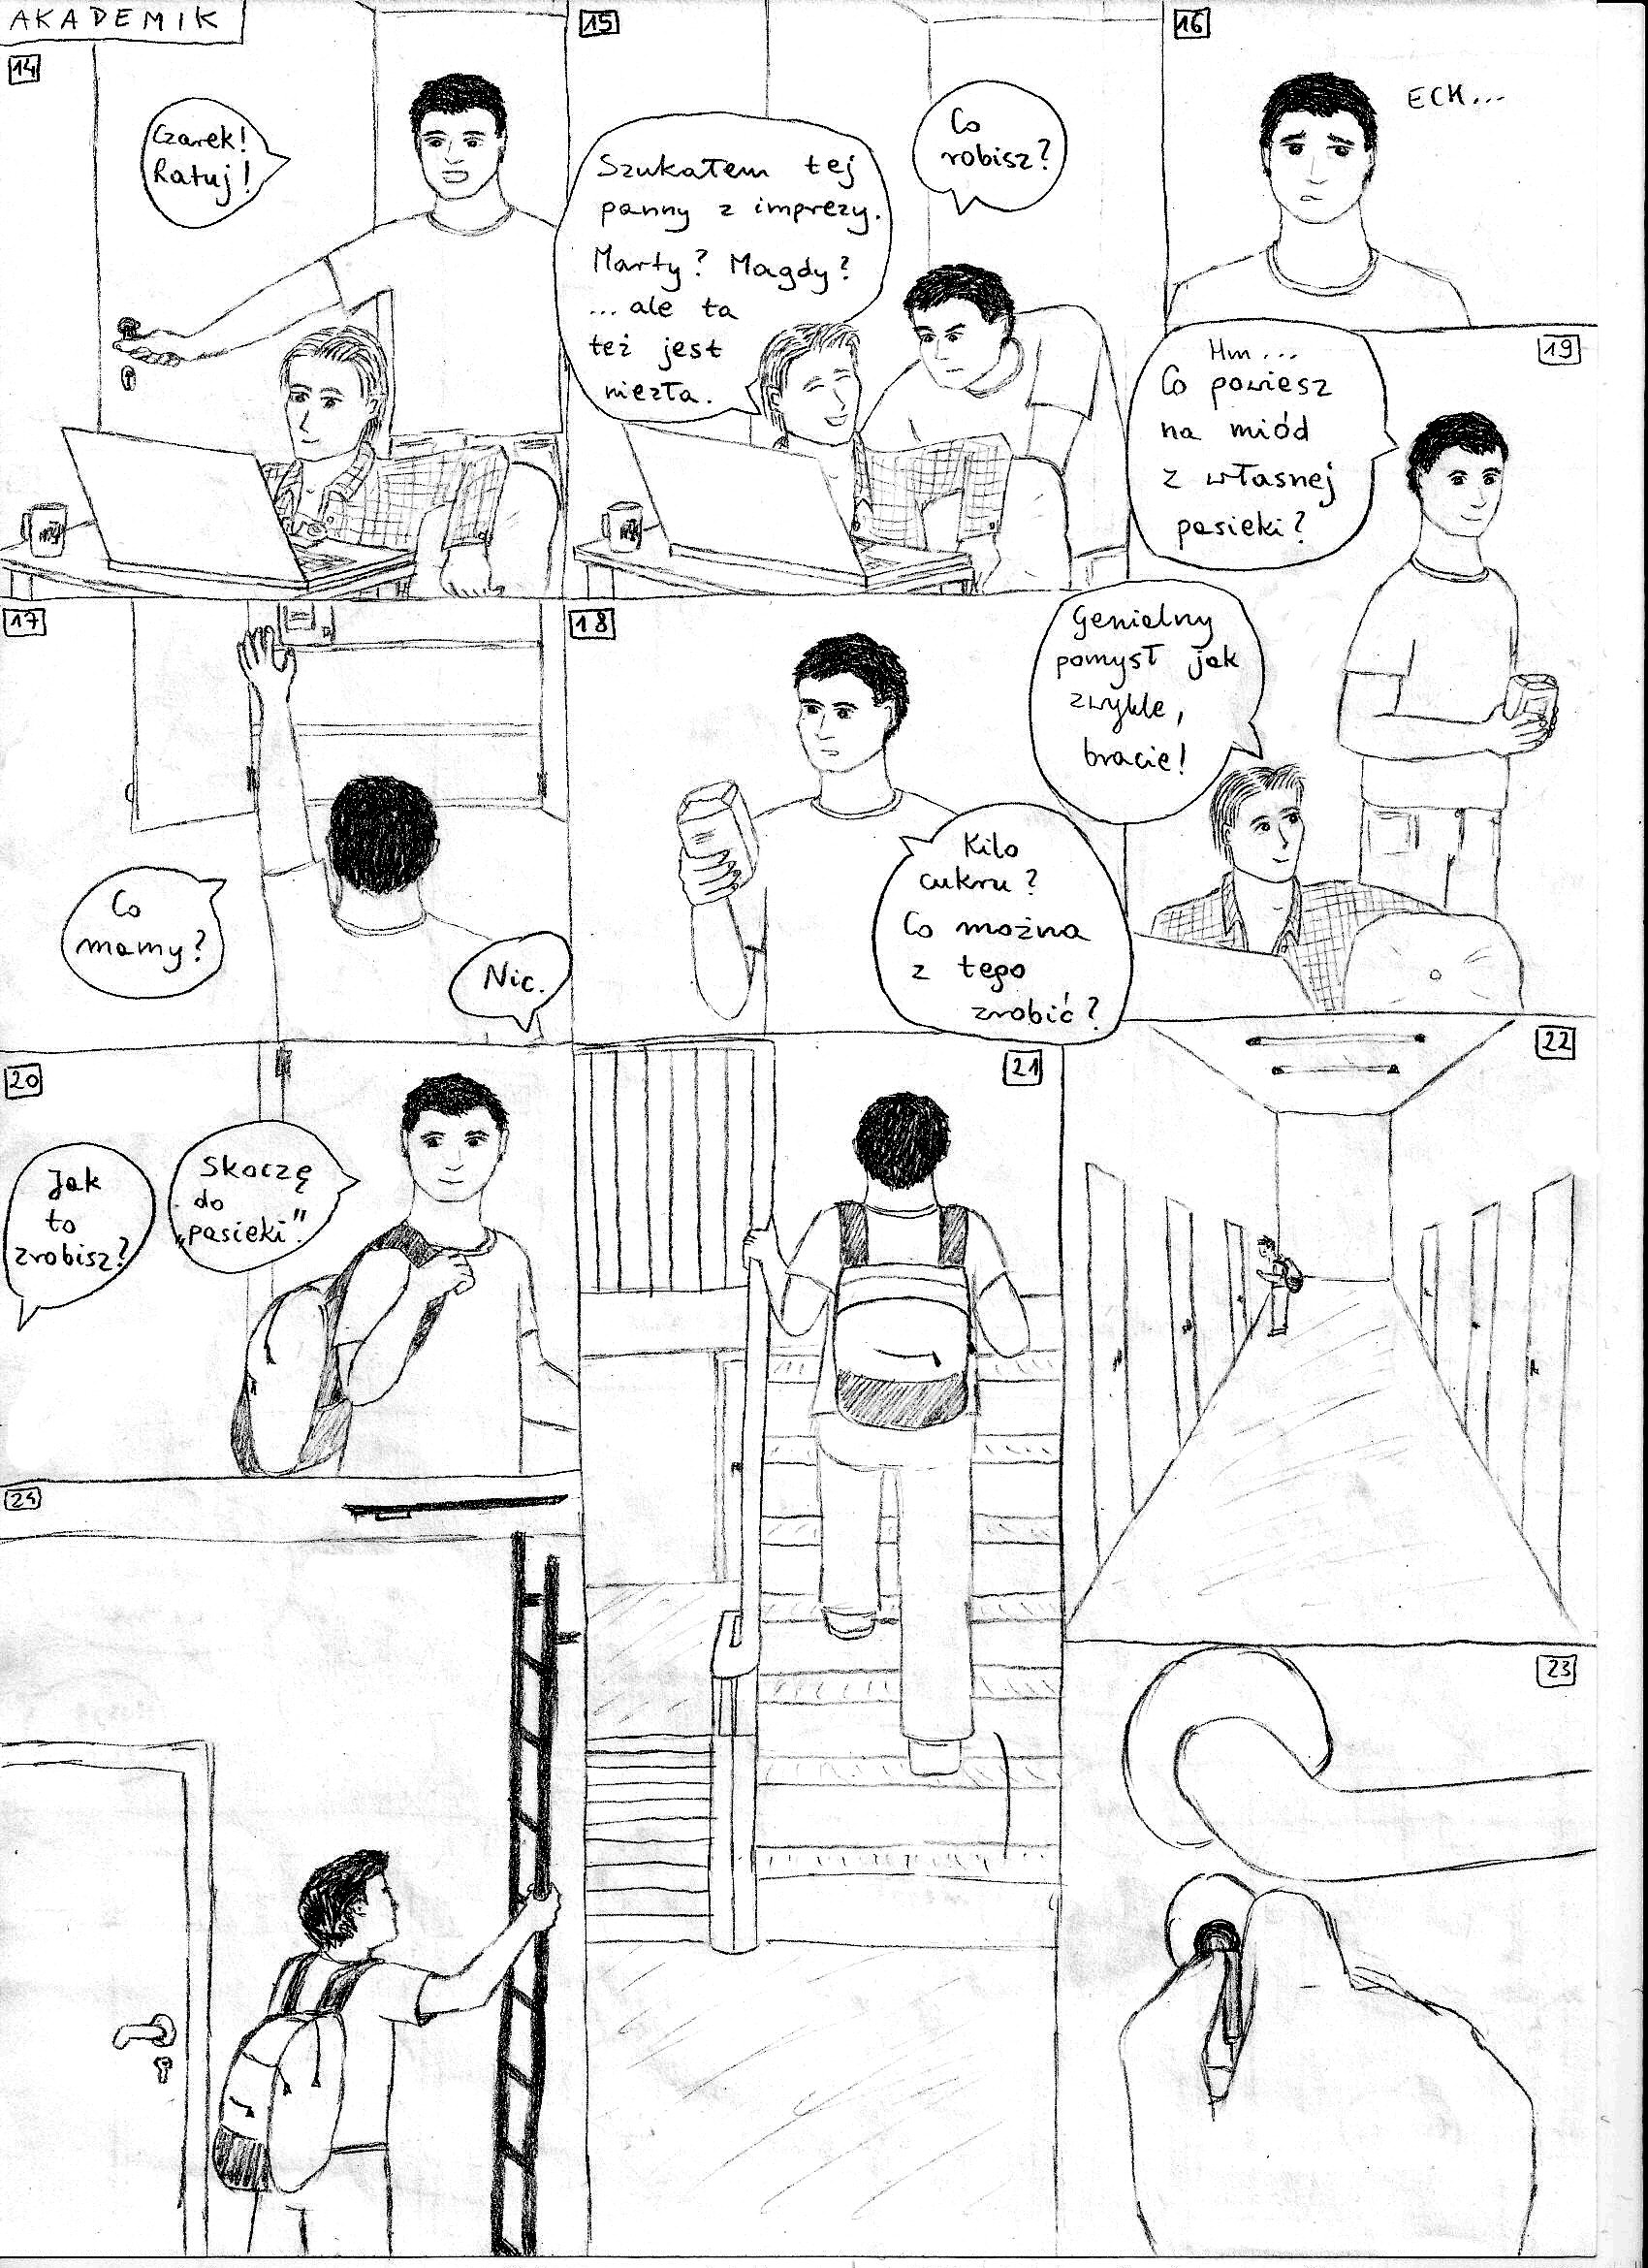 AKADEMIK
14
Czarek!
Ratuj!
15
Co
robisz?
Szukałem tej
panny z imprezy.
Marty? Magdy?
...ale ta
też jest
niezła.
16
ECH...
17
Co
mamy?
Nic.
18
Kilo
cukru?
Co można
z tego
zrobić?
19
Hm...
Co powiesz
na miód
z własnej
pasieki?
Genialny
pomysł jak
zwykle,
bracie!
20
Jak
to
zrobisz?
Skoczę
do
„pasieki".
21
22
23
24